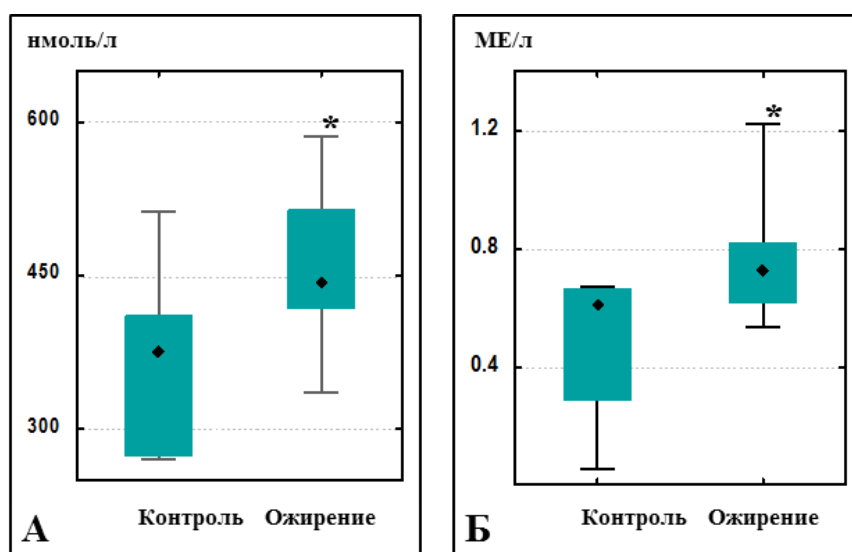 нмоль/л
600
*
450
300
А
Контроль Ожирение
МЕ/л
*
1.2
0.8
0.4
Б
Контроль Ожирение